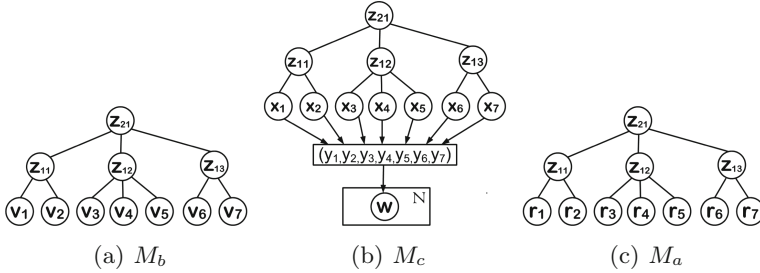 z21
z11 z12 z13
x1 x2 x3 x4 x5 x6 x7
(y1,y2,y3,y4,y5,y6,y7)
N
w
z21
z11 z12 z13
v1 v2 v3 v4 v5 v6 v7
z21
z11 z12 z13
r1 r2 r3 r4 r5 r6 r7
(a) Mb (b) Mc (c) Ma